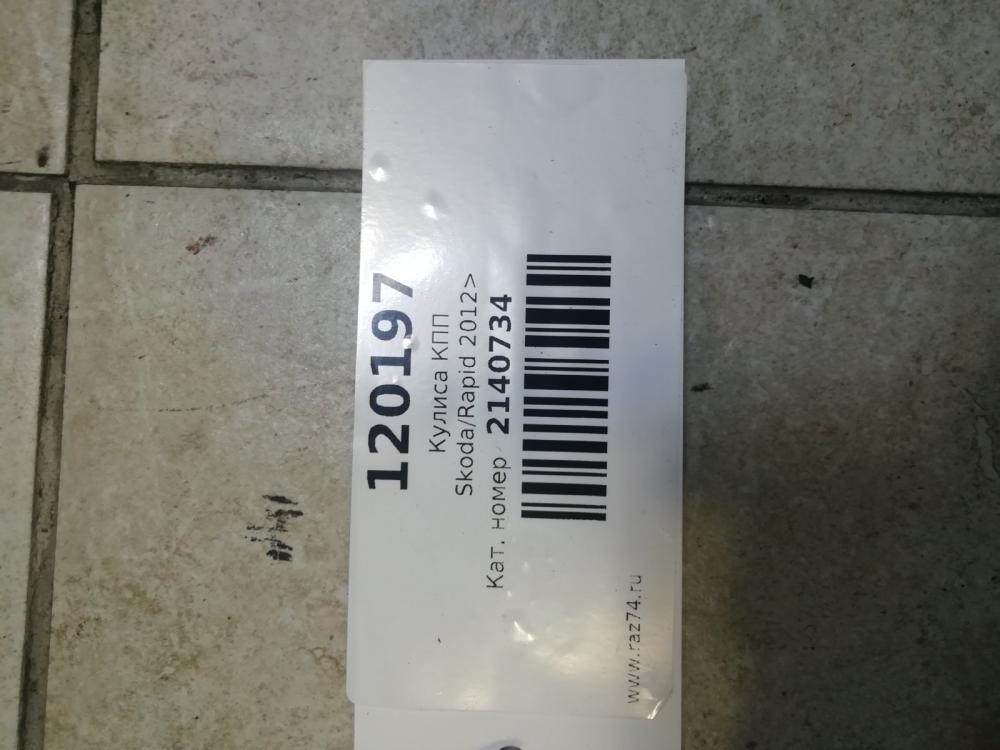 120197
Кулиса КПП
Skoda/Rapid 2012>
Кат. номер 2140734
www.raz74.ru